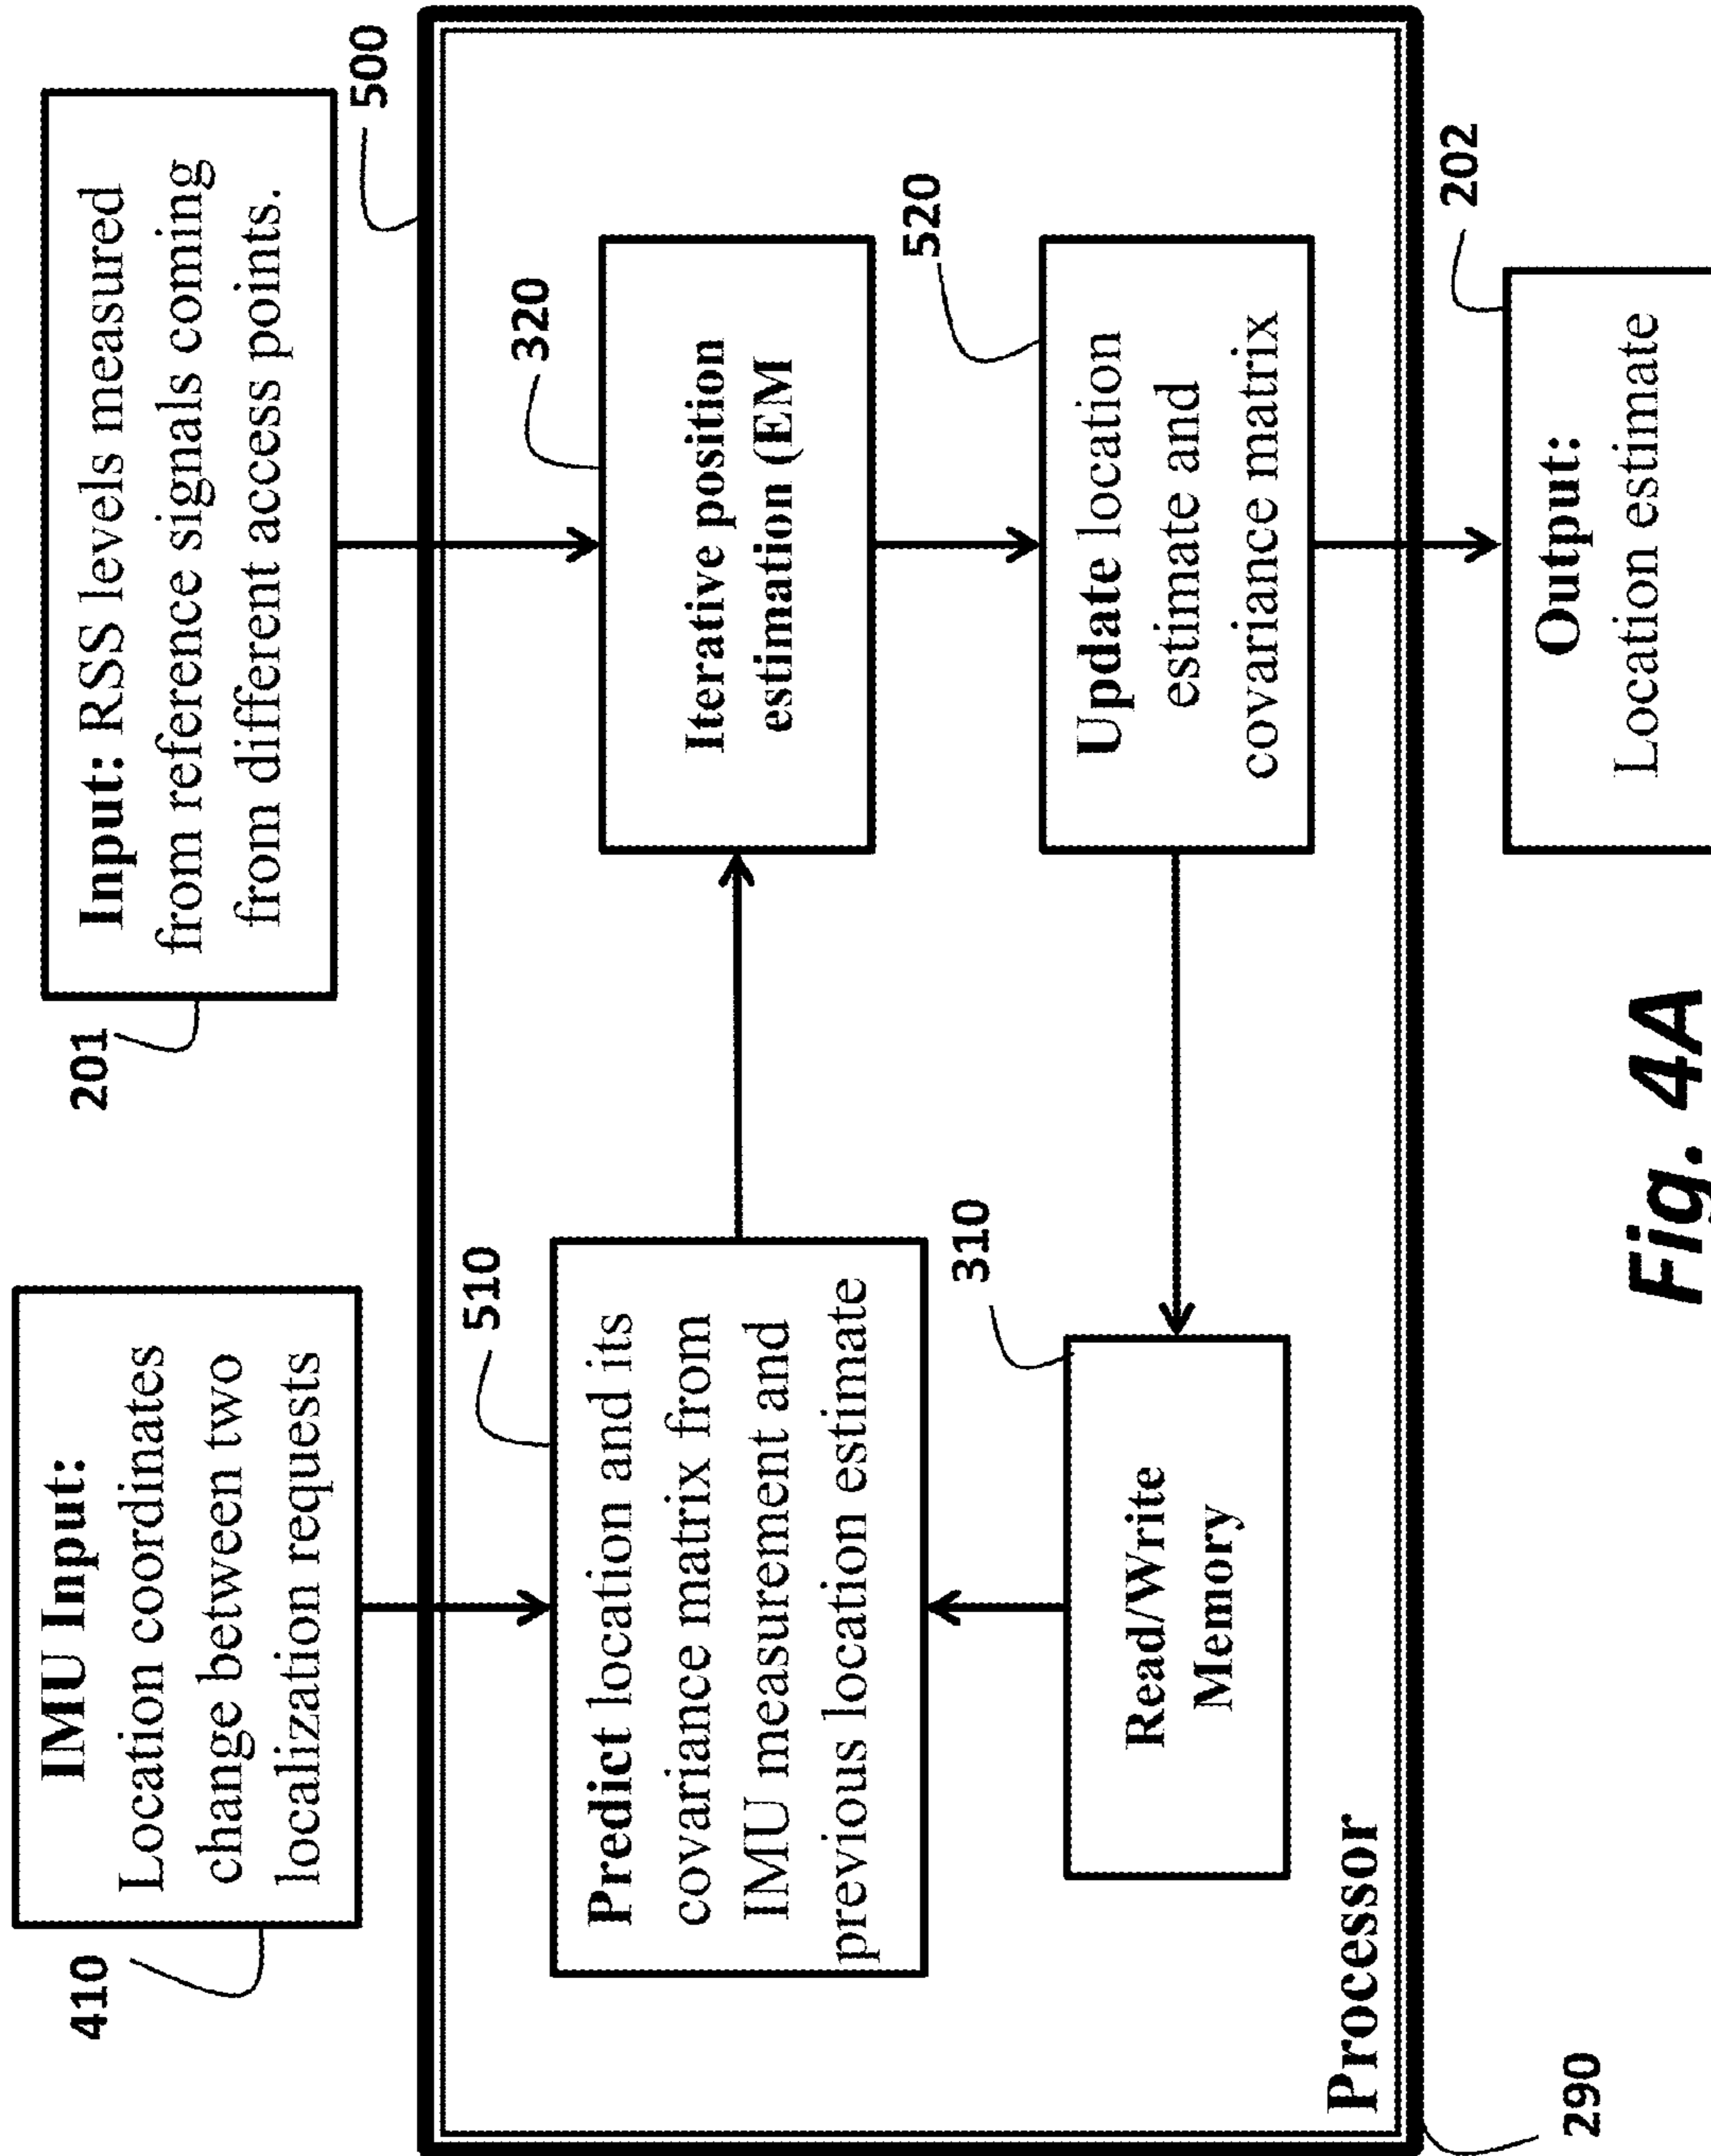 410
IMU Input:
Location coordinates
change between two
localization requests
201
Input: RSS levels measured
from reference signals coming
from different access points.
500
510
Predict location and its
covariance matrix from
IMU measurement and
previous location estimate
320
Iterative position
estimation (EM
310
Read/Write
Memory
520
Update location
estimate and
covariance matrix
Processor
290
202
Output:
Location estimate
Fig. 4A